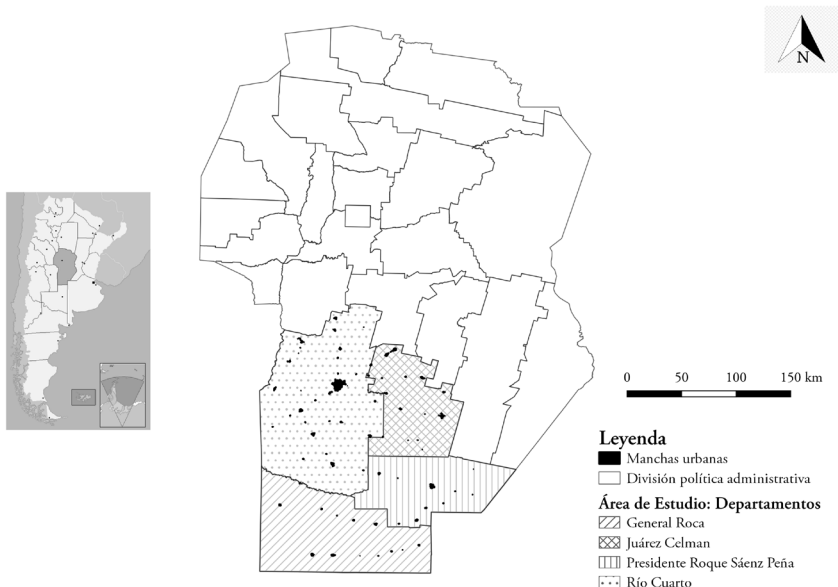 N
0 50 100 150 km
Leyenda
Manchas urbanas
División política administrativa
Área de Estudio: Departamentos
General Roca
Juárez Celman
Presidente Roque Sáenz Peña
Río Cuarto